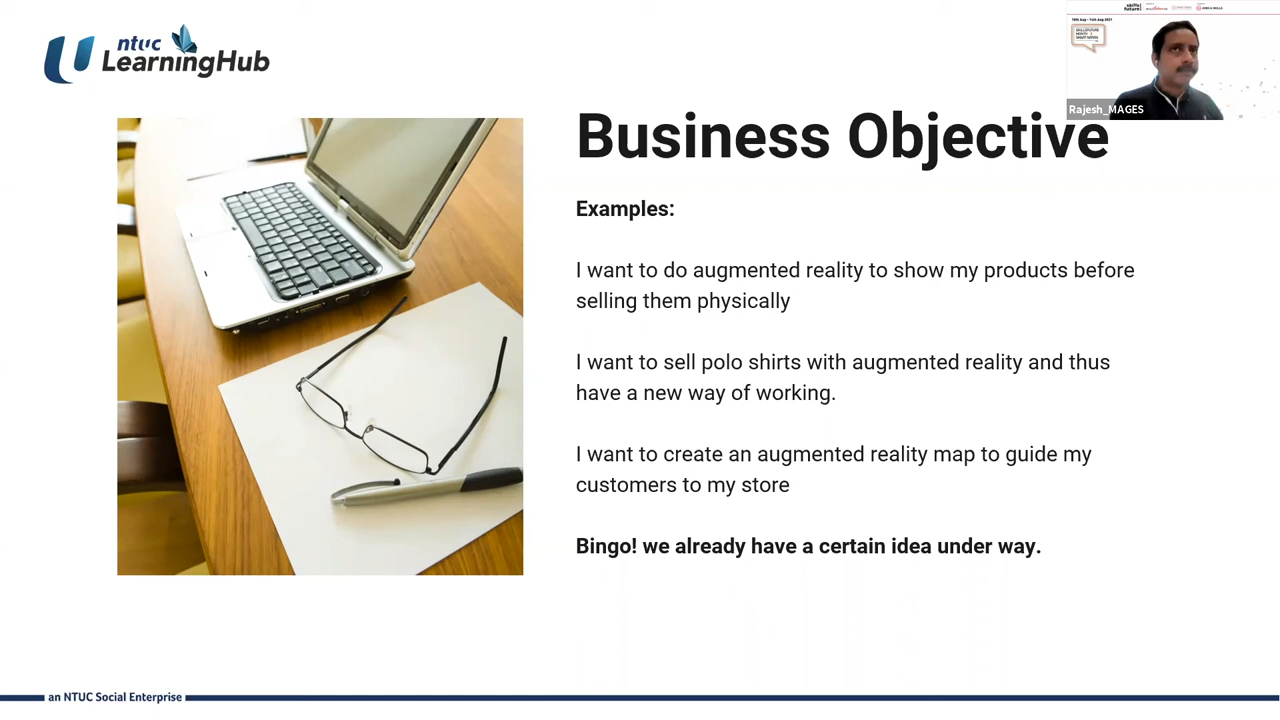 ntuc
LearningHub
Business Objective
Rajesh_MAGES
Examples:
I want to do augmented reality to show my products before
selling them physically
I want to sell polo shirts with augmented reality and thus
have a new way of working.
I want to create an augmented reality map to guide my
customers to my store
Bingo! we already have a certain idea under way.
an NTUC Social Enterprise